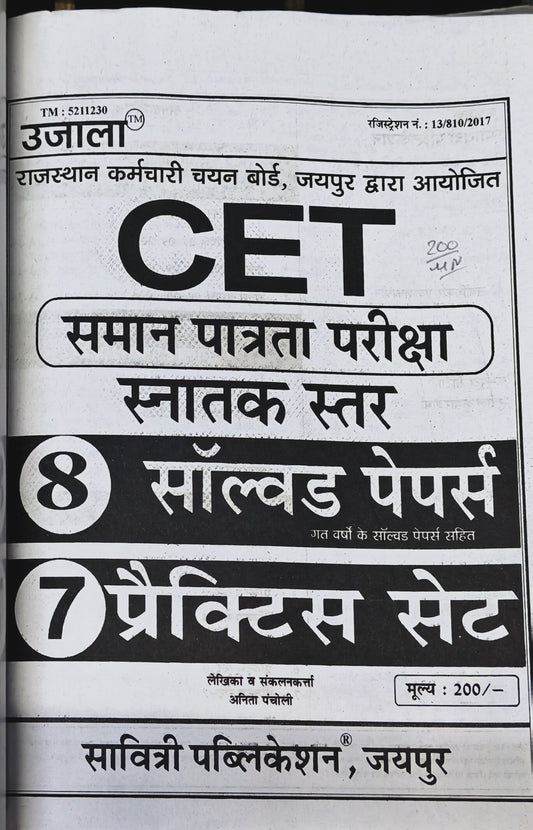 TM : 5211230
उजाला TM
रजिस्ट्रेशन नं. : 13/810/2017
राजस्थान कर्मचारी चयन बोर्ड, जयपुर द्वारा आयोजित
CET
200
समान पात्रता परीक्षा
स्नातक स्तर
8 सॉल्वड पेपर्स
गत वर्षों के सॉल्वड पेपर्स सहित
7 प्रैक्टिस सेट
लेखिका व संकलनकर्त्ता
अनिता पंचोली
मूल्य : 200/–
सावित्री पब्लिकेशन®, जयपुर